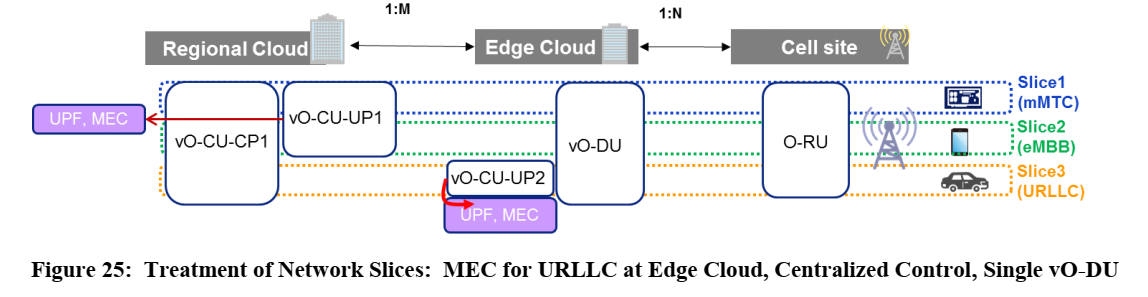 1:M
1:N
Regional Cloud
Edge Cloud
Cell site
Slice1
(mMTC)
UPF, MEC
vO-CU-CP1
vO-CU-UP1
vO-DU
O-RU
Slice2
(eMBB)
vO-CU-UP2
Slice3
(URLLC)
UPF, MEC
Figure 25: Treatment of Network Slices: MEC for URLLC at Edge Cloud, Centralized Control, Single vO-DU